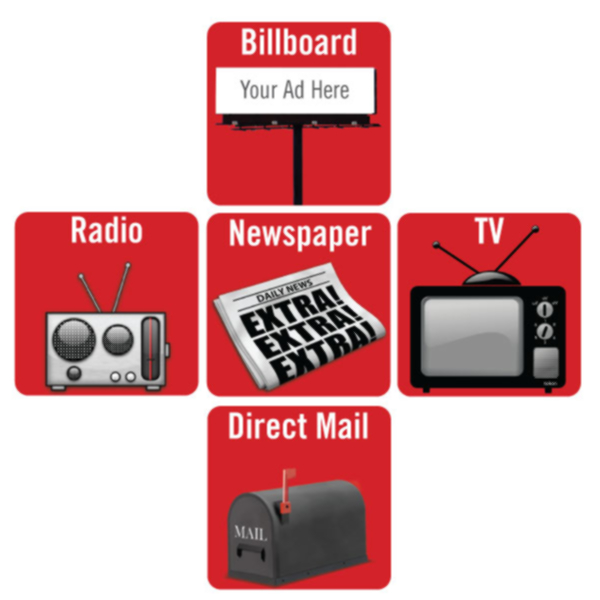 Billboard
Your Ad Here
Radio
Newspaper
TV
DAILY NEWS
EXTRA!
EXTRA!
EXTRA!
Direct Mail
MAIL